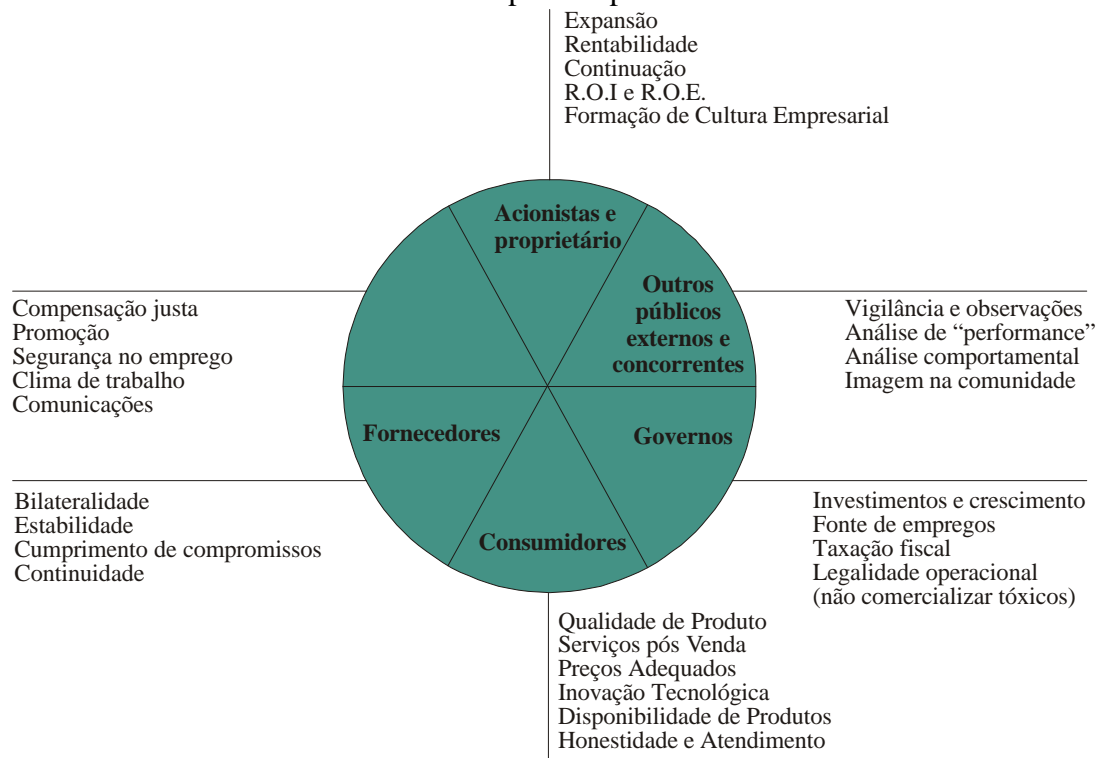 Expansão
Rentabilidade
Continuação
R.O.I e R.O.E.
Formação de Cultura Empresarial
Acionistas e
proprietário
Outros
públicos
externos e
concorrentes
Compensação justa
Promoção
Segurança no emprego
Clima de trabalho
Comunicações
Vigilância e observações
Análise de “performance”
Análise comportamental
Imagem na comunidade
Fornecedores
Governos
Consumidores
Bilateralidade
Estabilidade
Cumprimento de compromissos
Continuidade
Investimentos e crescimento
Fonte de empregos
Taxação fiscal
Legalidade operacional
(não comercializar tóxicos)
Qualidade de Produto
Serviços pós Venda
Preços Adequados
Inovação Tecnológica
Disponibilidade de Produtos
Honestidade e Atendimento